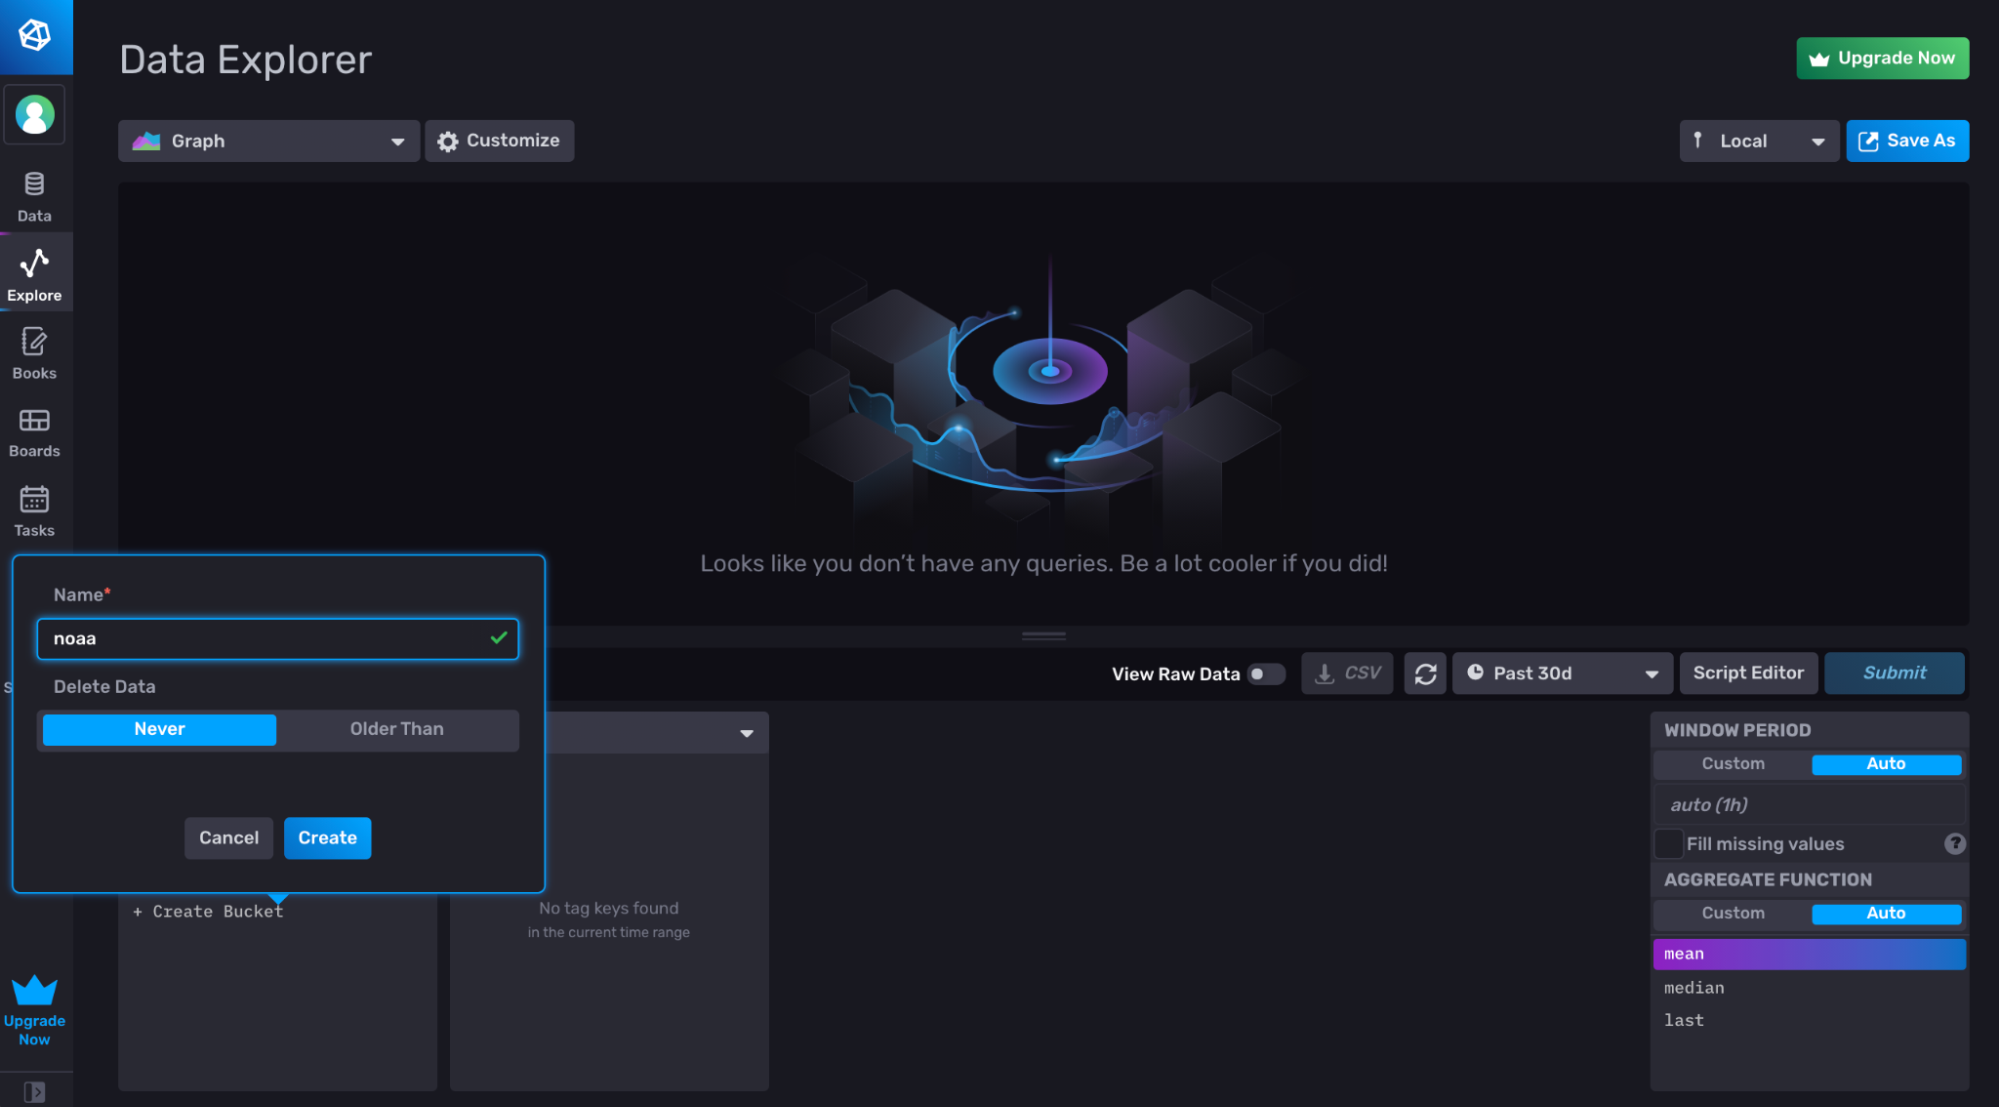 Data Explorer
Upgrade Now
Graph
Customize
Local
Save As
Data
Explore
Books
Boards
Tasks
Looks like you don’t have any queries. Be a lot cooler if you did!
Name*
noaa
Delete Data
Never
Older Than
Cancel
Create
View Raw Data
CSV
Past 30d
Script Editor
Submit
+ Create Bucket
No tag keys found
in the current time range
WINDOW PERIOD
Custom
Auto
auto (1h)
Fill missing values
?
AGGREGATE FUNCTION
Custom
Auto
mean
median
last
Upgrade
Now